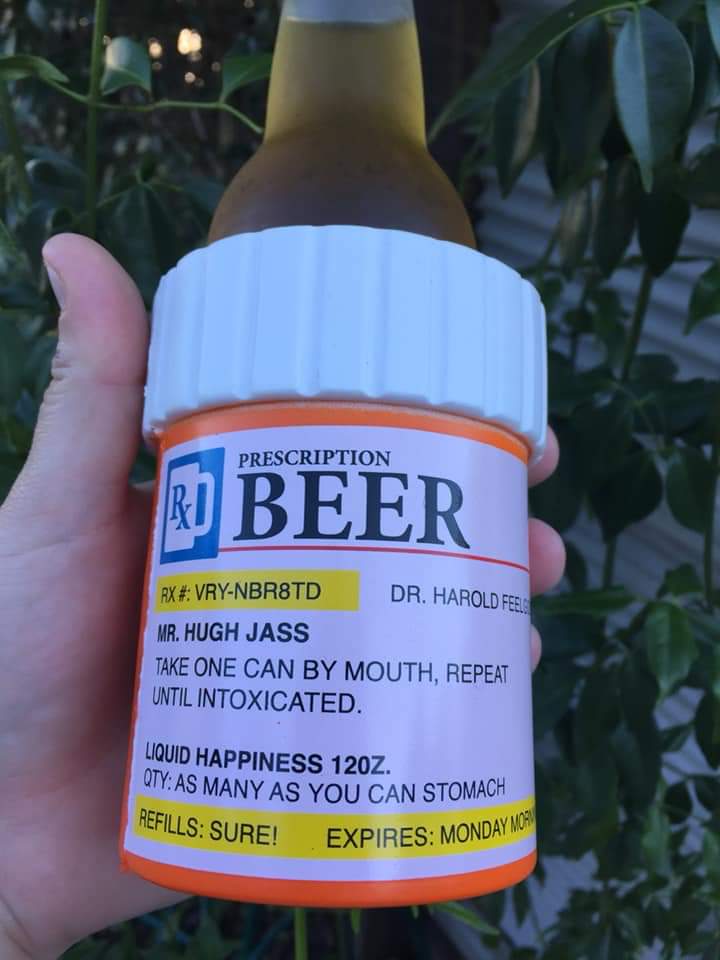 PRESCRIPTION
Rx BEER
RX #: VRY-NBR8TD DR. HAROLD
MR. HUGH JASS
TAKE ONE CAN BY MOUTH, REPEAT
UNTIL INTOXICATED.
LIQUID HAPPINESS 12OZ.
QTY: AS MANY AS YOU CAN STOMACH
REFILLS: SURE! EXPIRES: MONDAY